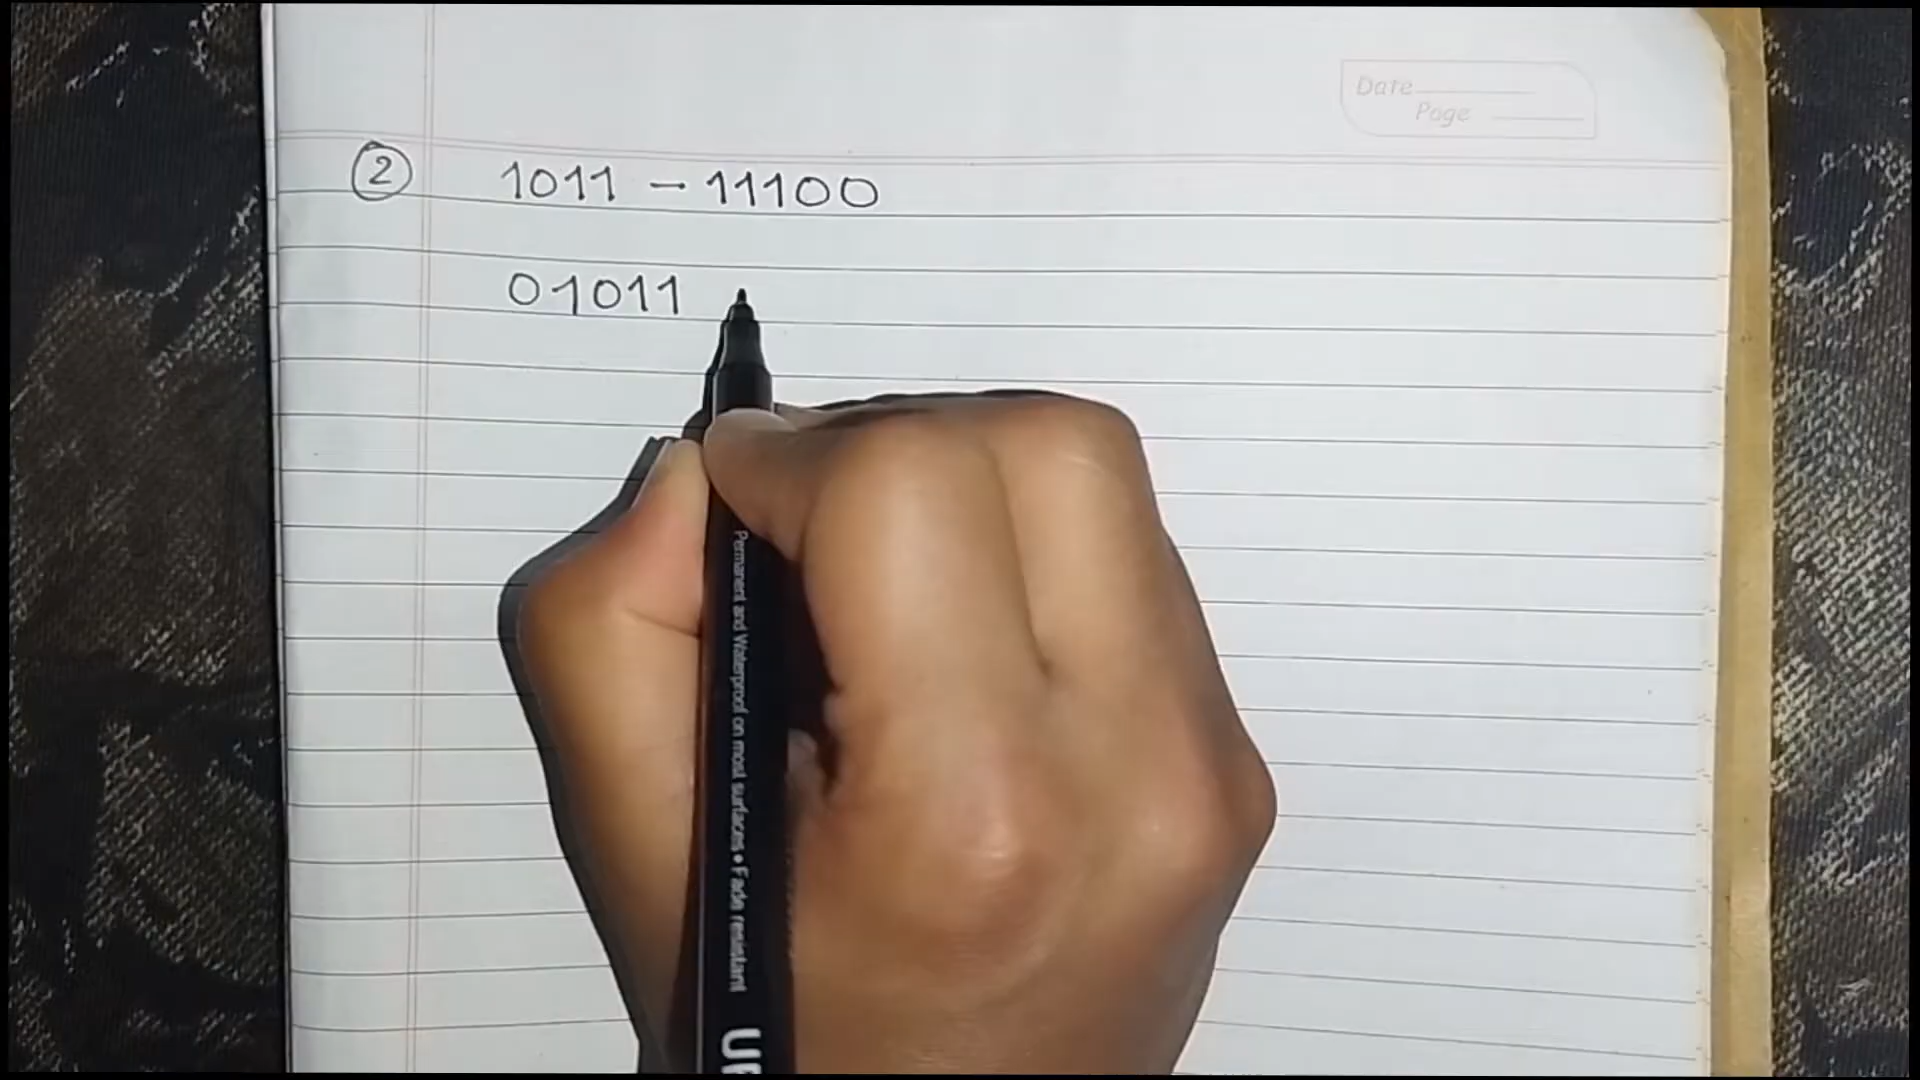 Date
Page
② 1011 - 11100
01011
Permanent and Waterproof on most surfaces • Fade resistant